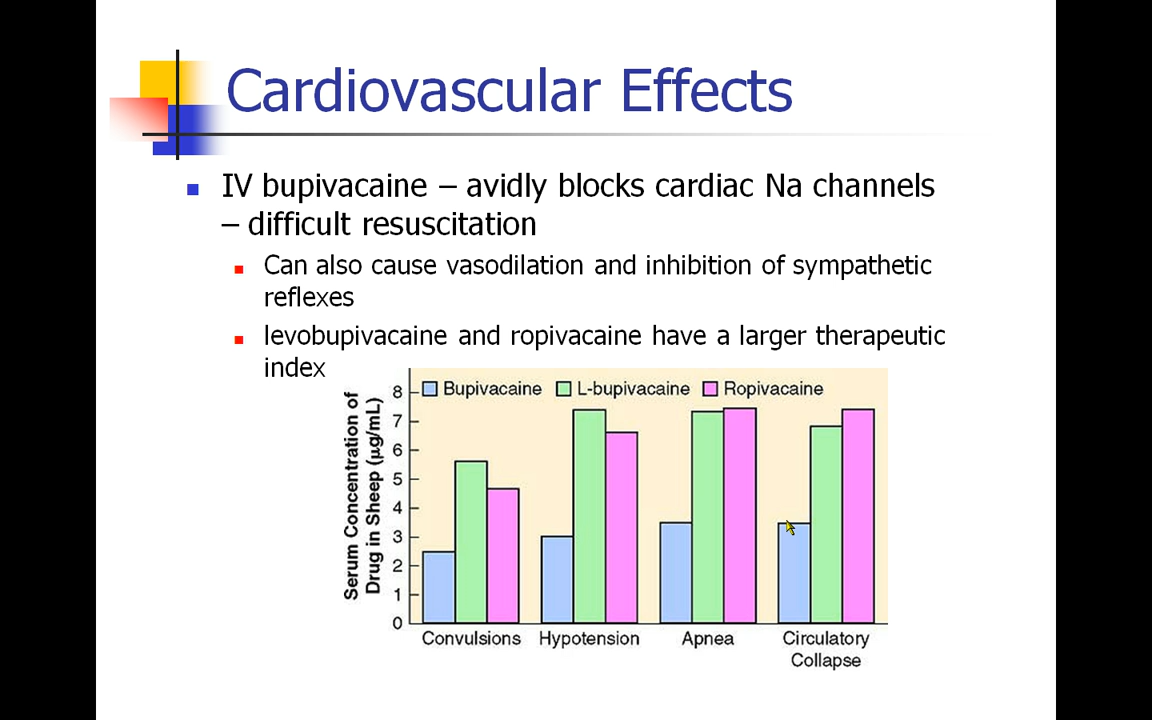 Cardiovascular Effects
IV bupivacaine – avidly blocks cardiac Na channels
– difficult resuscitation
Can also cause vasodilation and inhibition of sympathetic
reflexes
levobupivacaine and ropivacaine have a larger therapeutic
index
Bupivacaine L-bupivacaine Ropivacaine
Serum Concentration of
Drug in Sheep (µg/mL)
8
7
6
5
4
3
2
1
0
Convulsions Hypotension Apnea Circulatory
Collapse